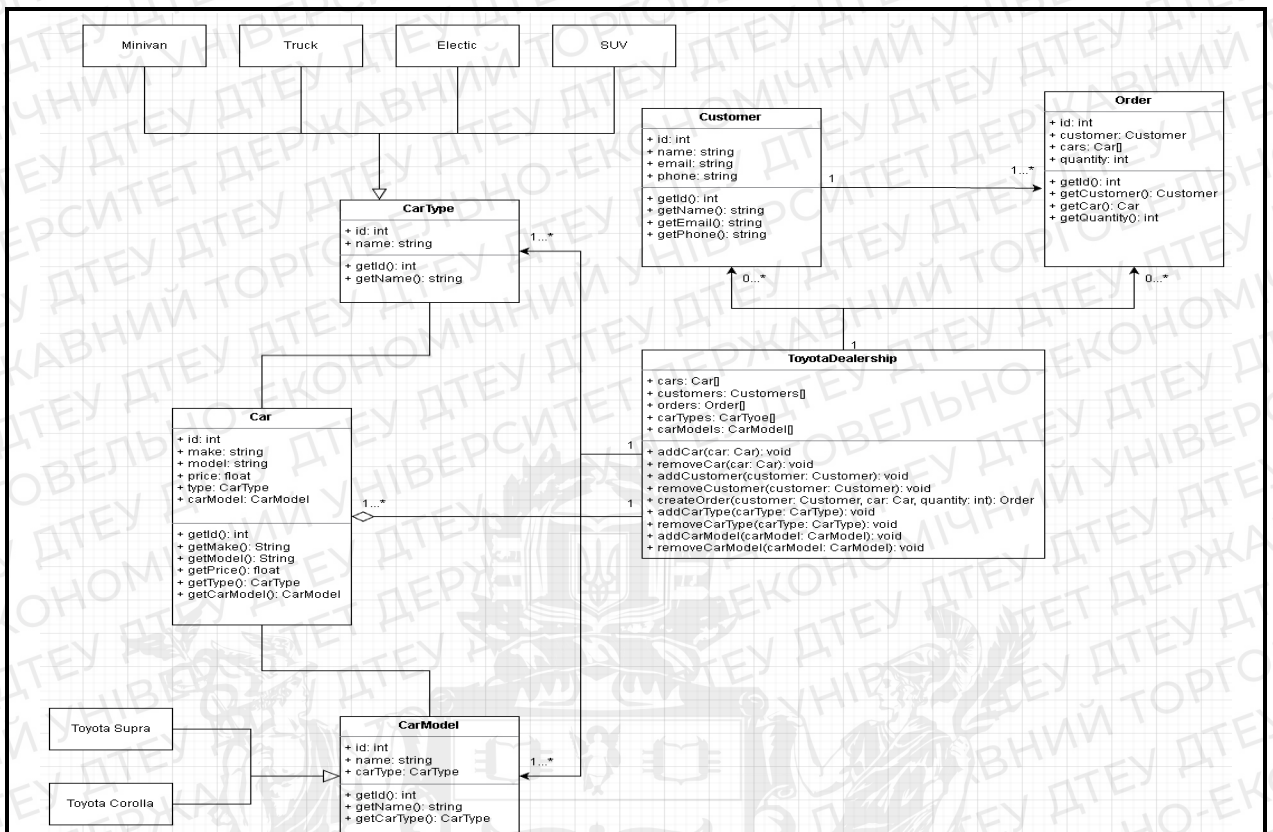 Minivan
Truck
Electic
SUV
Customer
+ id: int
+ name: string
+ email: string
+ phone: string
+ getId(): int
+ getName(): string
+ getEmail(): string
+ getPhone(): string
Order
+ id: int
+ customer: Customer
+ cars: Car[]
+ quantity: int
+ getId(): int
+ getCustomer(): Customer
+ getCar(): Car
+ getQuantity(): int
1
1...*
CarType
+ id: int
+ name: string
+ getId(): int
+ getName(): string
1...*
0...*
0...*
1
ToyotaDealership
+ cars: Car[]
+ customers: Customers[]
+ orders: Order[]
+ carTypes: CarTyoe[]
+ carModels: CarModel[]
+ addCar(car: Car): void
+ removeCar(car: Car): void
+ addCustomer(customer: Customer): void
+ removeCustomer(customer: Customer): void
+ createOrder(customer: Customer, car: Car, quantity: int): Order
+ addCarType(carType: CarType): void
+ removeCarType(carType: CarType): void
+ addCarModel(carModel: CarModel): void
+ removeCarModel(carModel: CarModel): void
1
1
Car
+ id: int
+ make: string
+ model: string
+ price: float
+ type: CarType
+ carModel: CarModel
+ getId(): int
+ getMake(): String
+ getModel(): String
+ getPrice(): float
+ getType(): CarType
+ getCarModel(): CarModel
1...*
Toyota Supra
Toyota Corolla
CarModel
+ id: int
+ name: string
+ carType: CarType
+ getId(): int
+ getName(): string
+ getCarType(): CarType
1...*